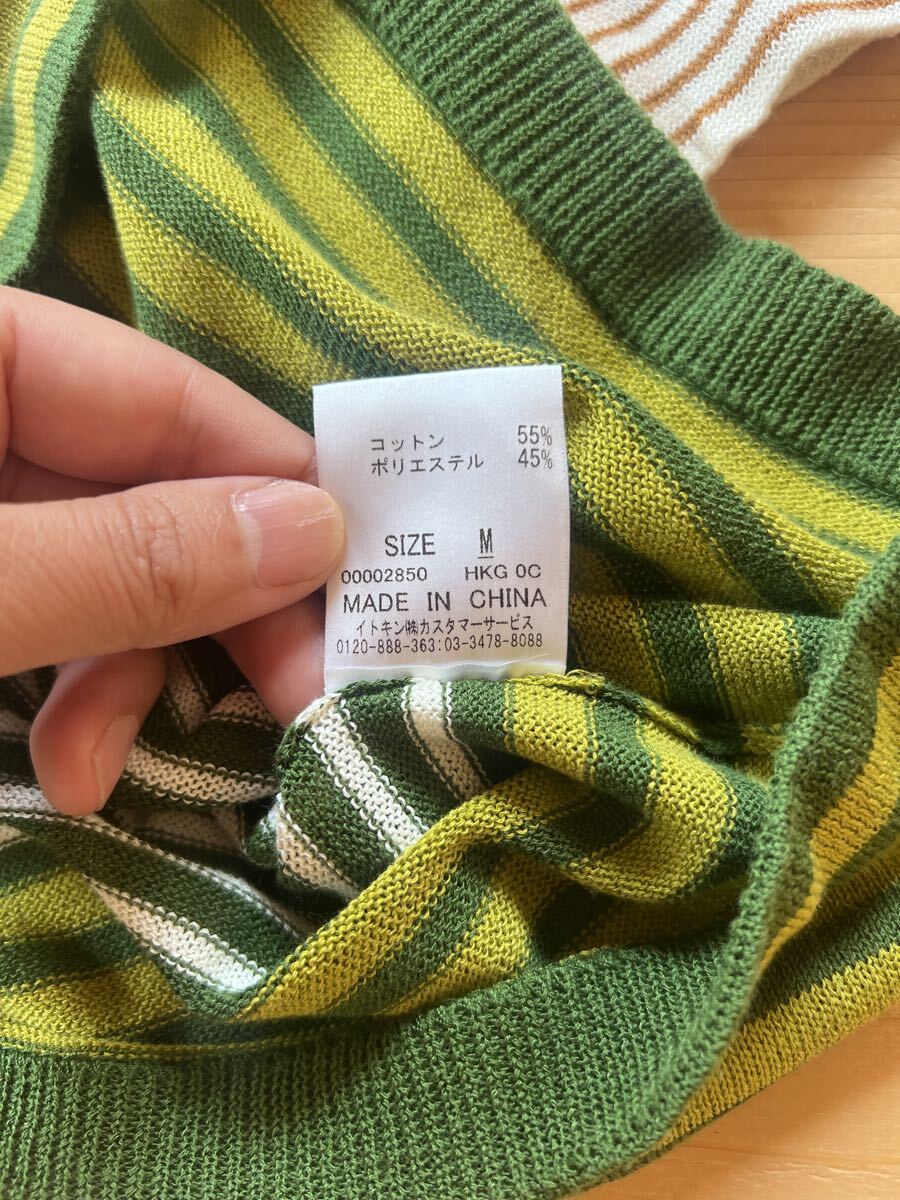 コットン 55%
ポリエステル 45%
SIZE M
00002850 HKG 0C
MADE IN CHINA
イトキン㈱カスタマーサービス
0120-888-363:03-3478-8088